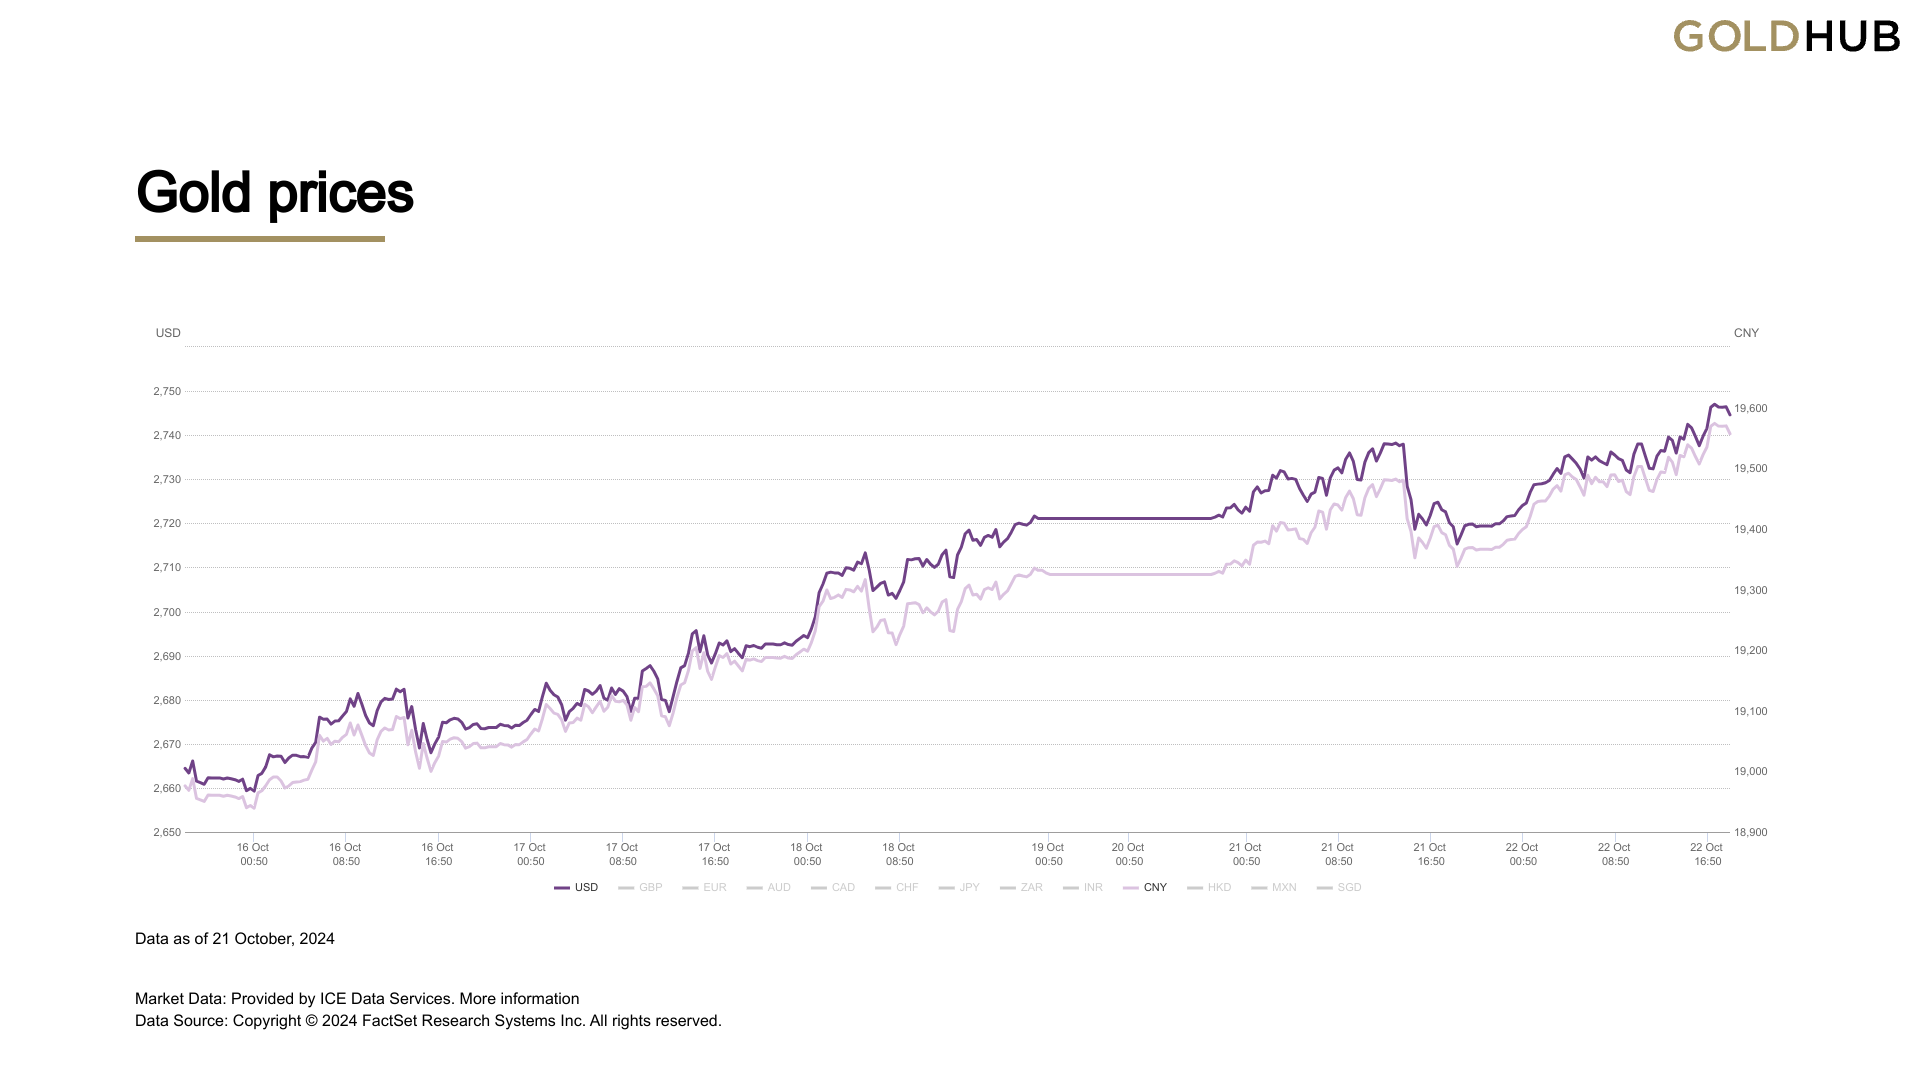 GOLDHUB
Gold prices
USD
CNY
2,750
2,740
2,730
2,720
2,710
2,700
2,690
2,680
2,670
2,660
2,650
19,600
19,500
19,400
19,300
19,200
19,100
19,000
18,900
16 Oct 16 Oct 16 Oct 17 Oct 17 Oct 17 Oct 18 Oct 18 Oct 19 Oct 20 Oct 21 Oct 21 Oct 21 Oct 22 Oct 22 Oct 22 Oct
00:50 08:50 16:50 00:50 08:50 16:50 00:50 08:50 00:50 00:50 00:50 08:50 16:50 00:50 08:50 16:50
USD GBP EUR AUD CAD CHF JPY ZAR INR CNY HKD MXN SGD
Data as of 21 October, 2024
Market Data: Provided by ICE Data Services. More information
Data Source: Copyright © 2024 FactSet Research Systems Inc. All rights reserved.